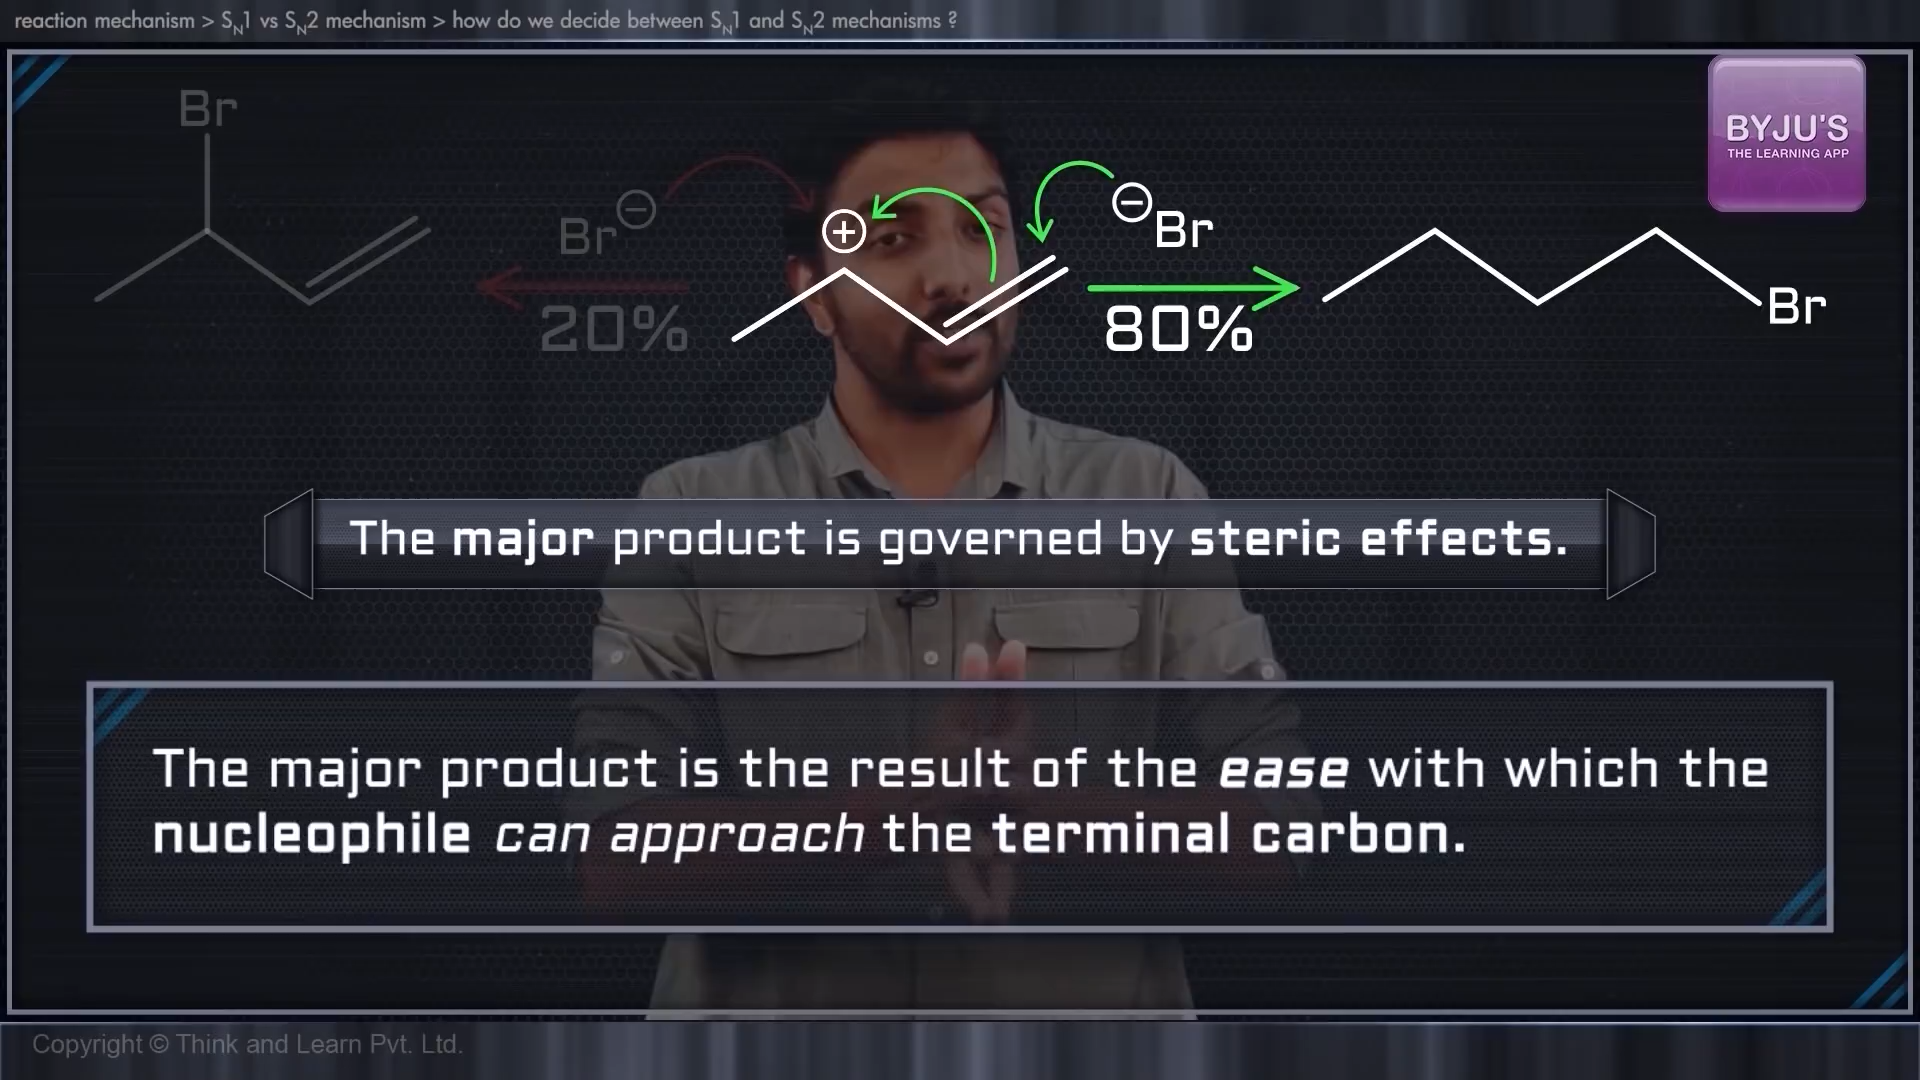 reaction mechanism > SN1 vs SN2 mechanism > how do we decide between SN1 and SN2 mechanisms ?
BYJU'S
THE LEARNING APP
Br
Br⊖
20%
⊕
⊖Br
80%
Br
The major product is governed by steric effects.
The major product is the result of the ease with which the
nucleophile can approach the terminal carbon.
Copyright © Think and Learn Pvt. Ltd.